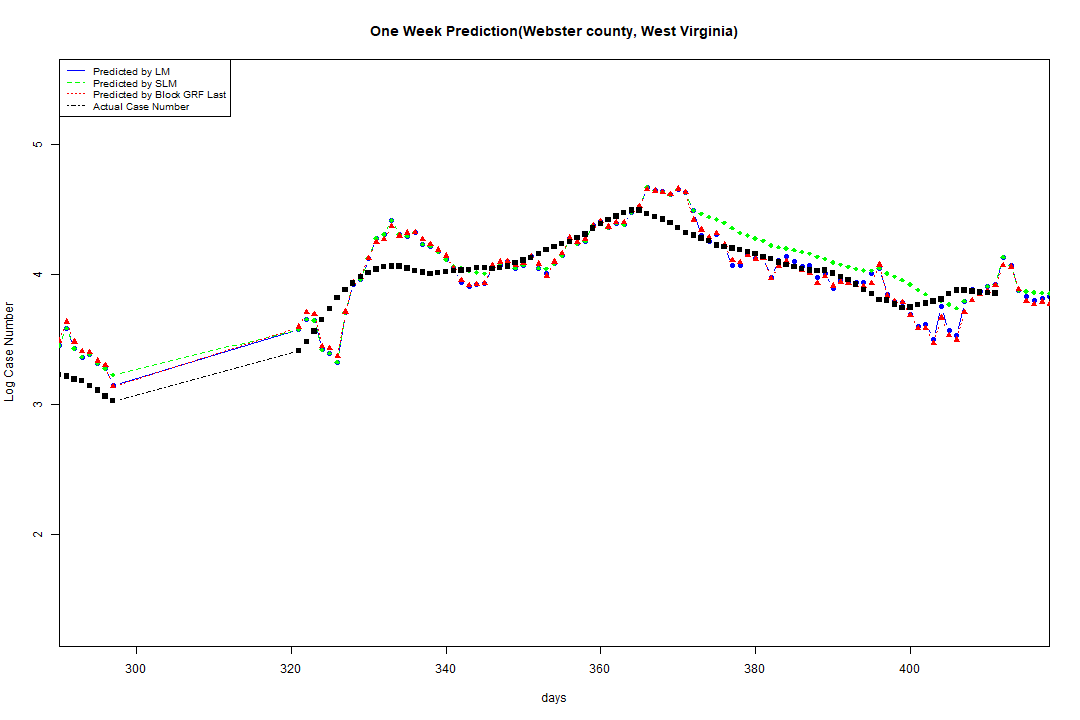 One Week Prediction(Webster county, West Virginia)
Predicted by LM
Predicted by SLM
Predicted by Block GRF Last
Actual Case Number
5
4
3
2
Log Case Number
300 320 340 360 380 400
days